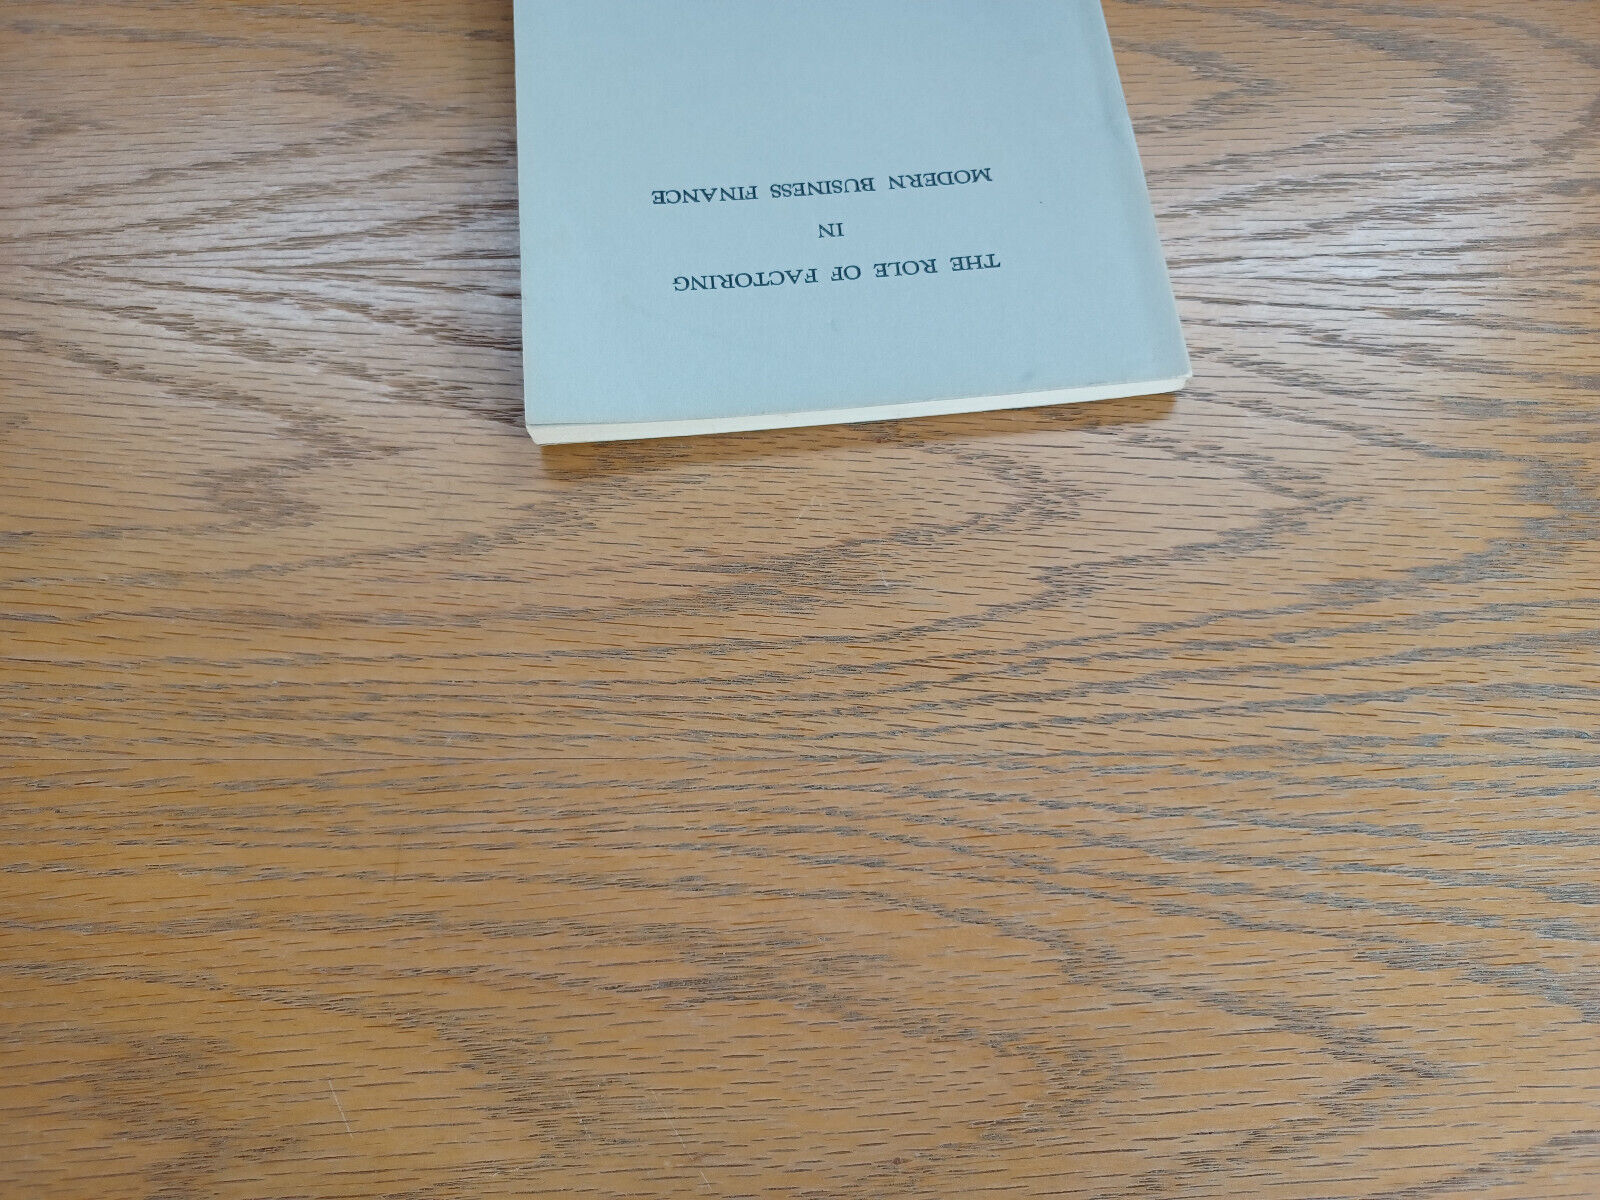 THE ROLE OF FACTORING
IN
MODERN BUSINESS FINANCE